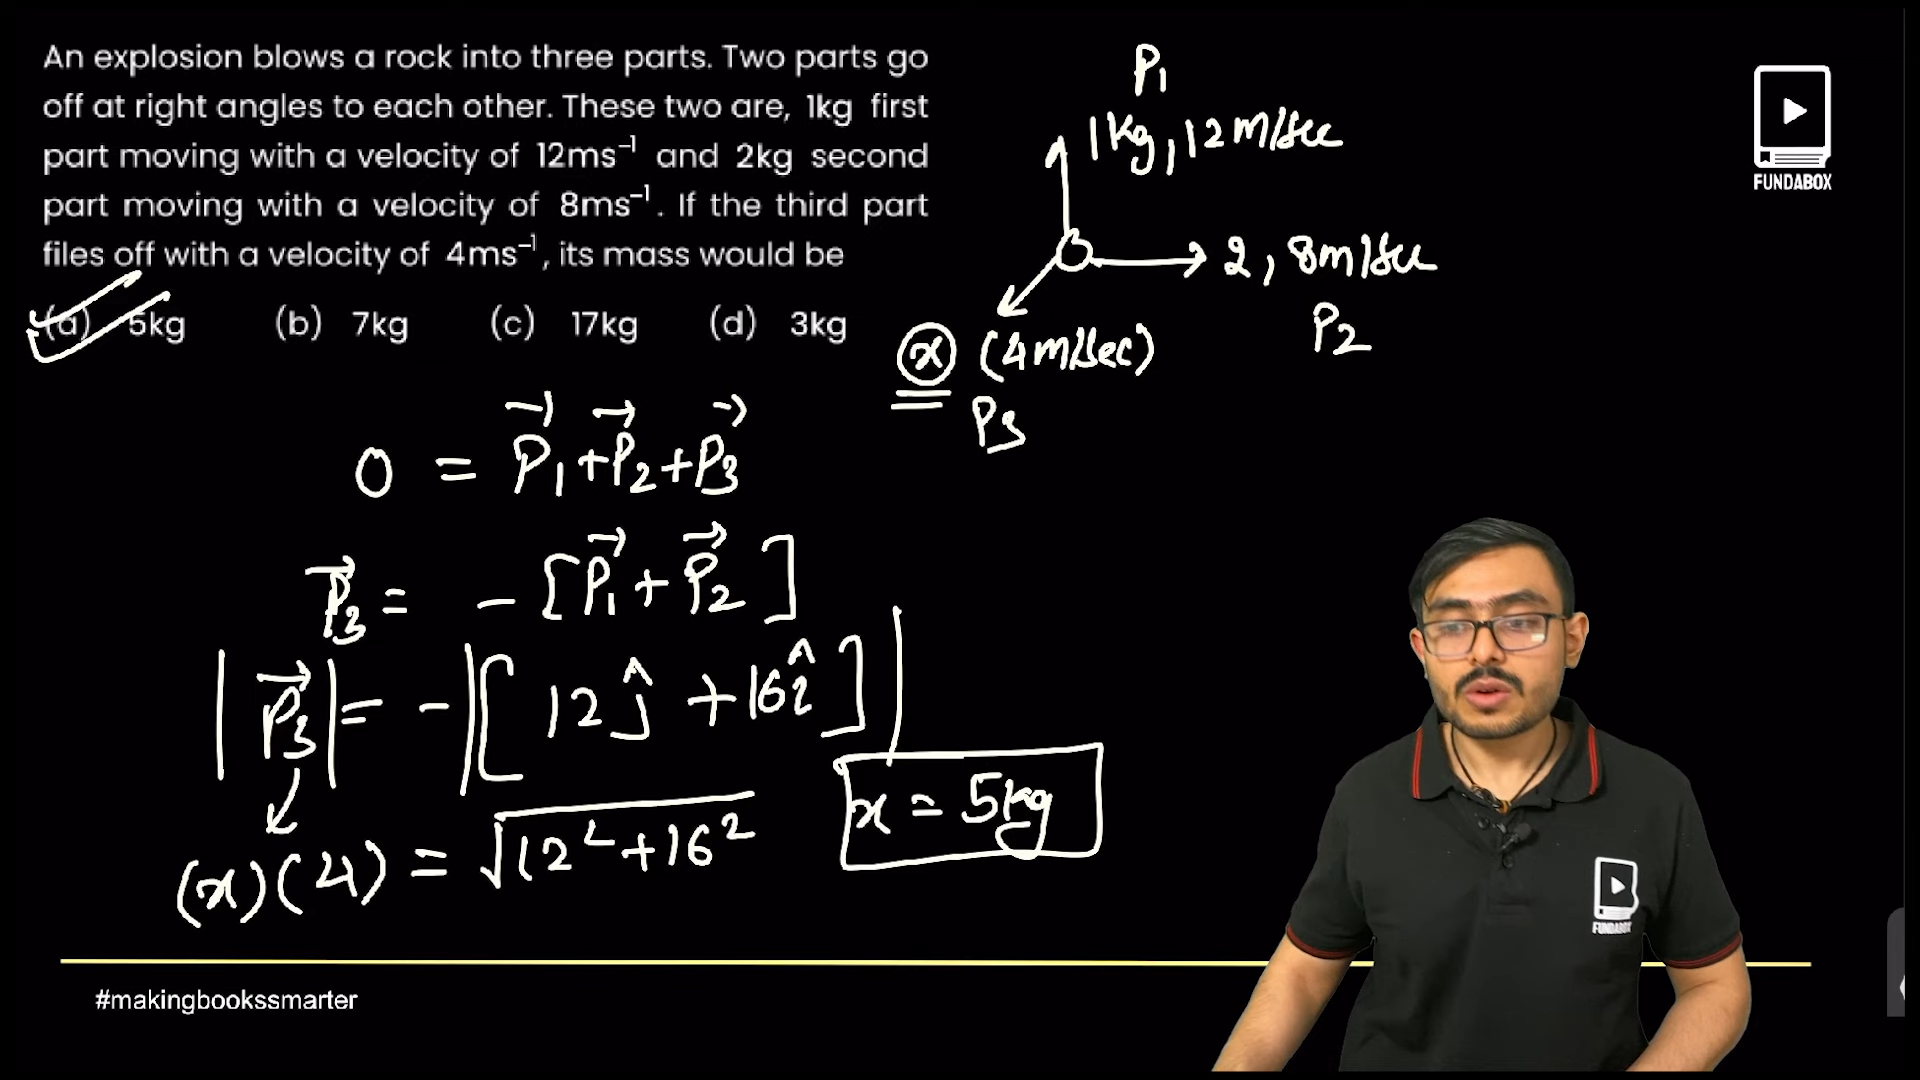 An explosion blows a rock into three parts. Two parts go
off at right angles to each other. These two are, 1kg first
part moving with a velocity of 12ms⁻¹ and 2kg second
part moving with a velocity of 8ms⁻¹. If the third part
files off with a velocity of 4ms⁻¹, its mass would be
(a) 5kg (b) 7kg (c) 17kg (d) 3kg
P₁
1kg, 12m/sec
2, 8m/sec
P₂
x (4m/sec)
P₃
0 = P⃗₁+P⃗₂+P⃗₃
P⃗₃ = - [P⃗₁ + P⃗₂]
|P⃗₃| = -|[12ĵ + 16î]|
x = 5kg
(x)(4) = √12²+16²
FUNDABOX
FUNDABOX
#makingbookssmarter